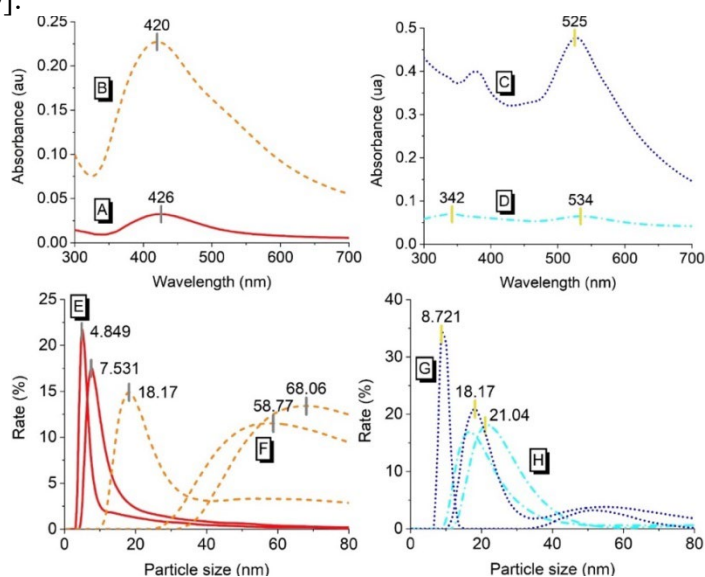 ].
0.25
0.20
0.15
0.10
0.05
0.00
Absorbance (au)
420
B
A
426
300 400 500 600 700
Wavelength (nm)
0.5
0.4
0.3
0.2
0.1
0.0
Absorbance (ua)
525
C
342
D
534
300 400 500 600 700
Wavelength (nm)
25
20
15
10
5
0
Rate (%)
E
4.849
7.531
18.17
68.06
58.77
F
0 20 40 60 80
Particle size (nm)
40
30
20
10
0
Rate (%)
8.721
G
18.17
21.04
H
0 20 40 60 80
Particle size (nm)